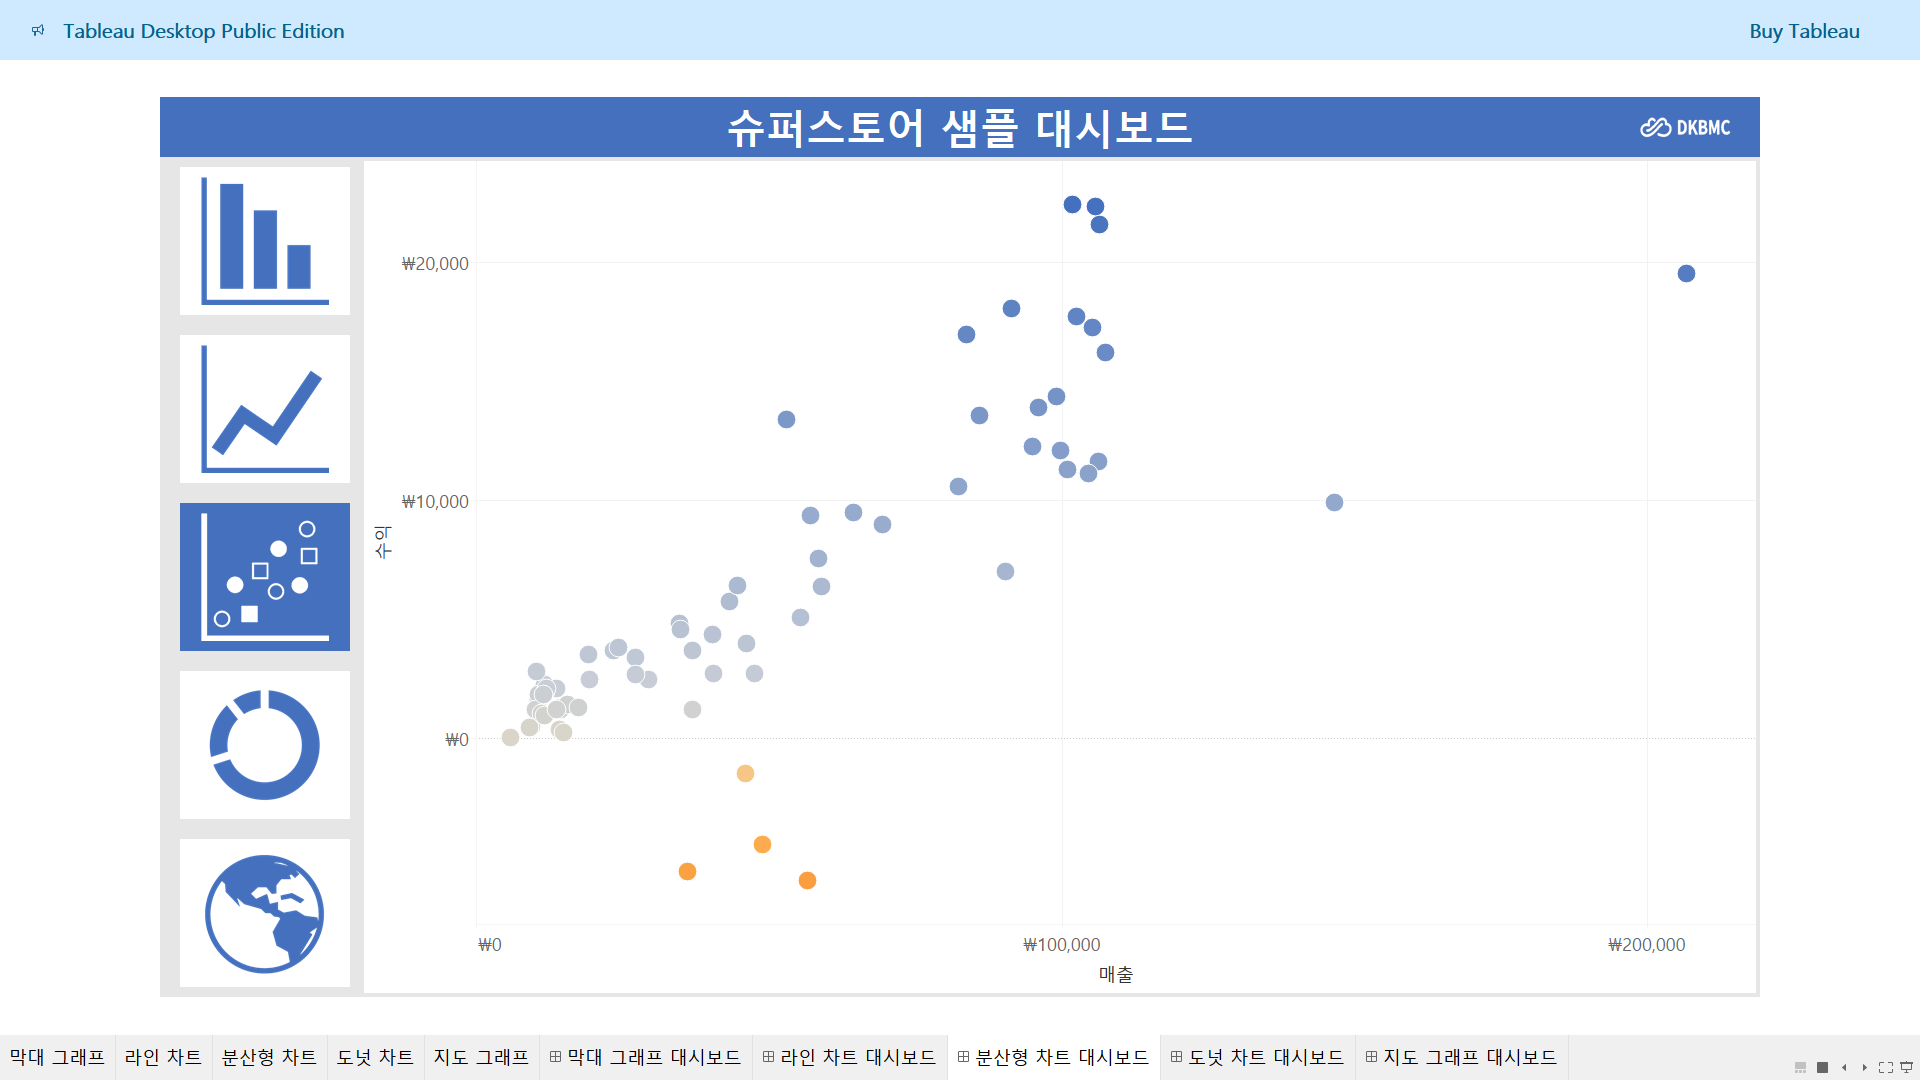 Tableau Desktop Public Edition
Buy Tableau
슈퍼스토어 샘플 대시보드
DKBMC
₩20,000
₩10,000
수익
₩0
₩0
₩100,000
₩200,000
매출
막대 그래프
라인 차트
분산형 차트
도넛 차트
지도 그래프
막대 그래프 대시보드
라인 차트 대시보드
분산형 차트 대시보드
도넛 차트 대시보드
지도 그래프 대시보드